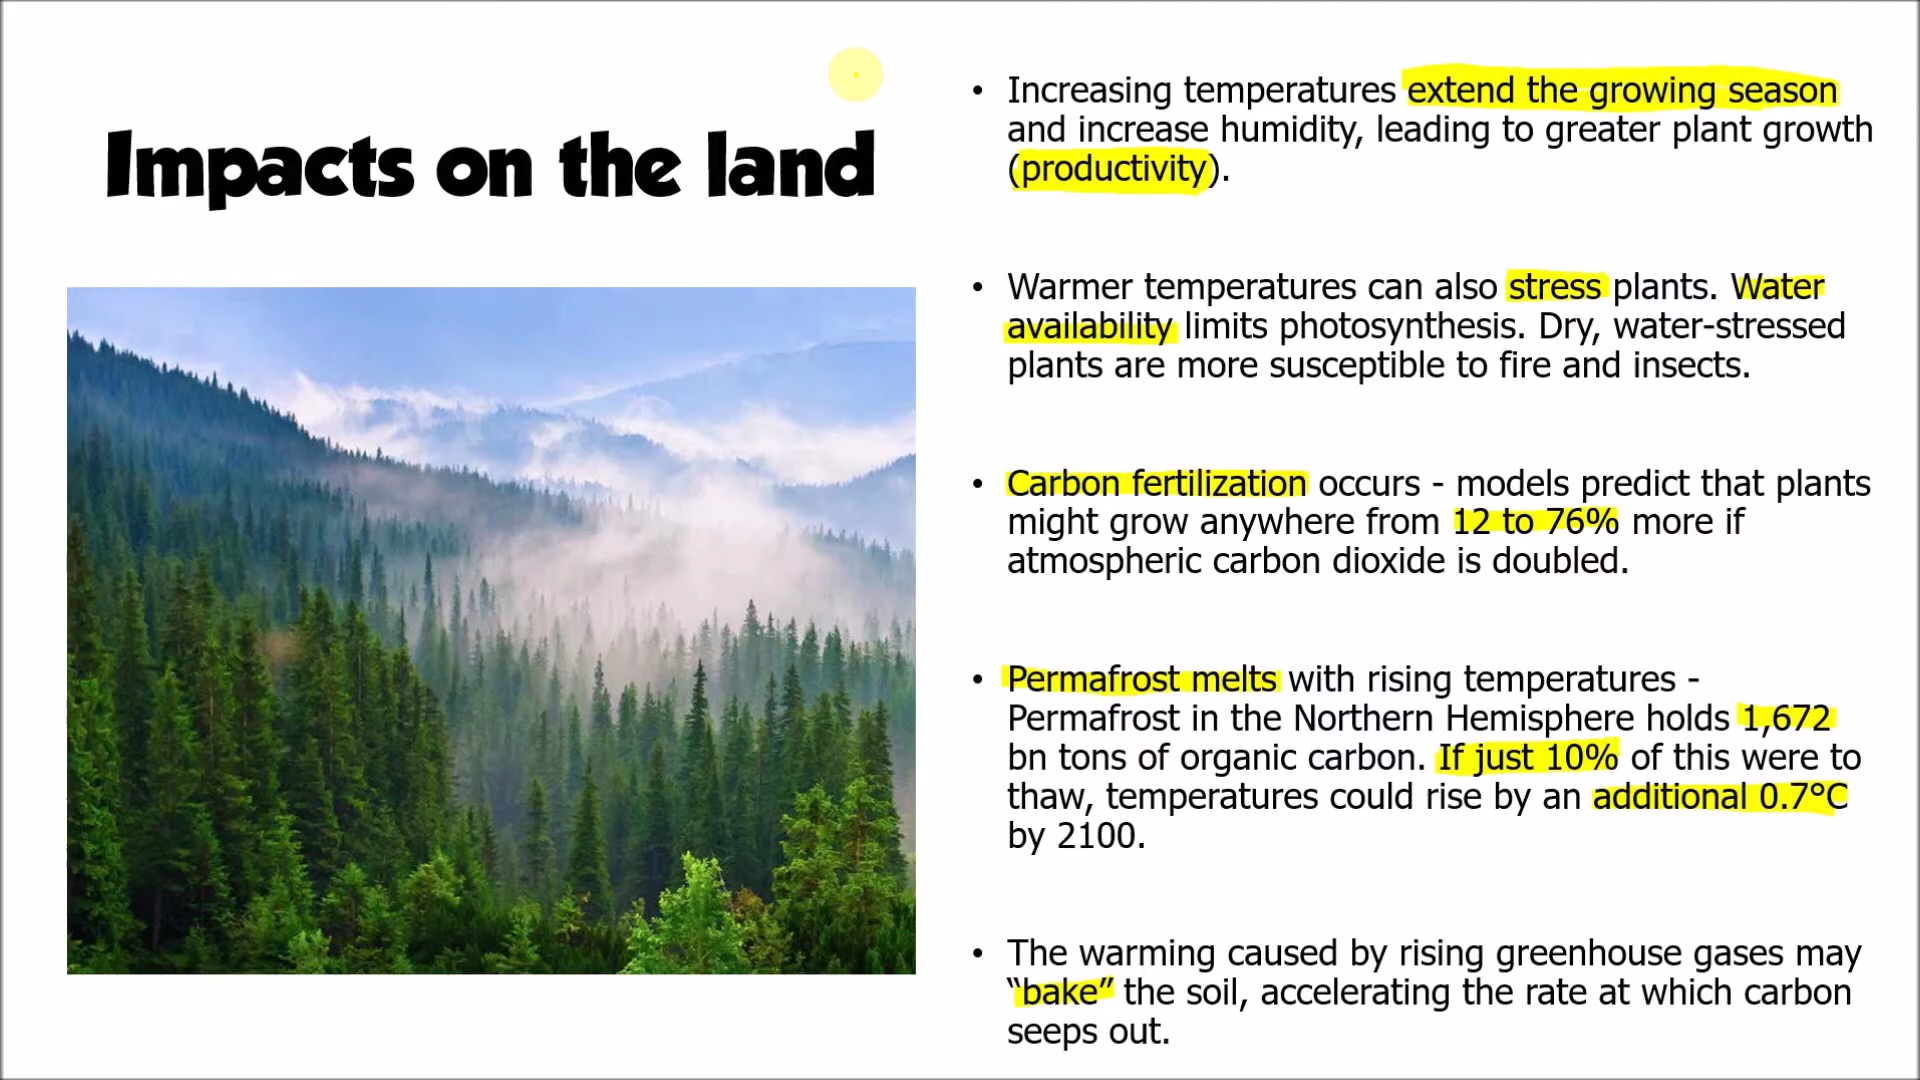 Impacts on the land
• Increasing temperatures extend the growing season
and increase humidity, leading to greater plant growth
(productivity).
• Warmer temperatures can also stress plants. Water
availability limits photosynthesis. Dry, water-stressed
plants are more susceptible to fire and insects.
• Carbon fertilization occurs - models predict that plants
might grow anywhere from 12 to 76% more if
atmospheric carbon dioxide is doubled.
• Permafrost melts with rising temperatures -
Permafrost in the Northern Hemisphere holds 1,672
bn tons of organic carbon. If just 10% of this were to
thaw, temperatures could rise by an additional 0.7°C
by 2100.
• The warming caused by rising greenhouse gases may
“bake” the soil, accelerating the rate at which carbon
seeps out.